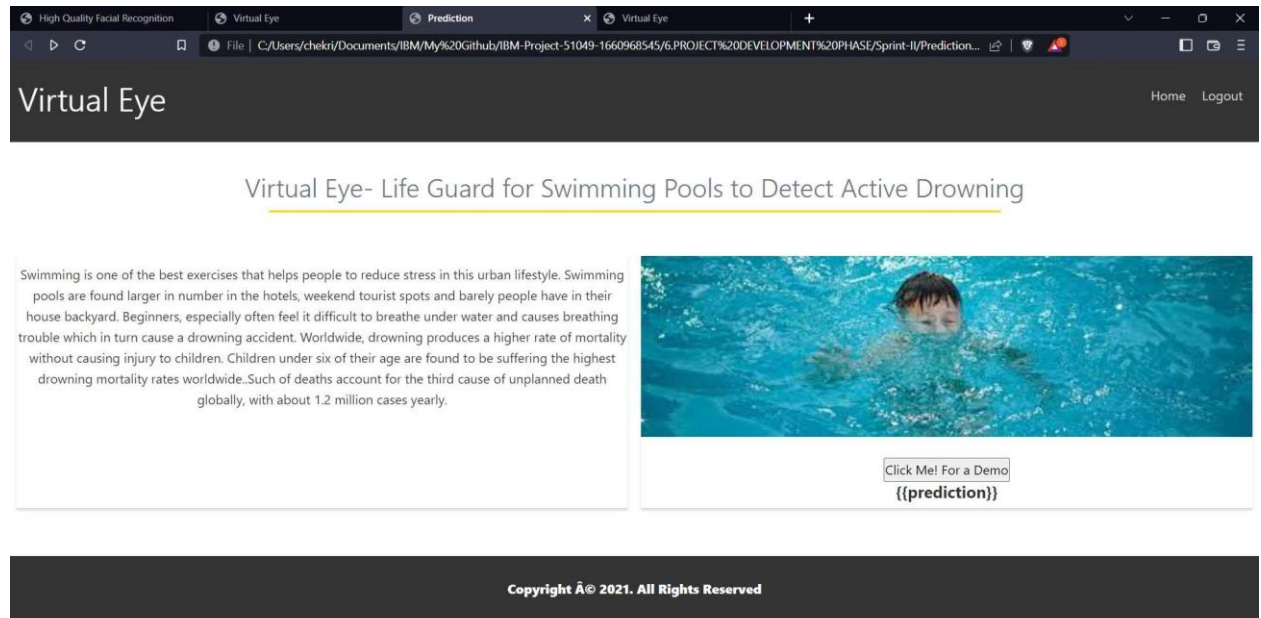 High Quality Facial Recognition
Virtual Eye
Prediction
Virtual Eye
File | C:/Users/chekri/Documents/IBM/My%20Github/IBM-Project-51049-1660968545/6.PROJECT%20DEVELOPMENT%20PHASE/Sprint-II/Prediction...
Virtual Eye
Home
Logout
Virtual Eye- Life Guard for Swimming Pools to Detect Active Drowning
Swimming is one of the best exercises that helps people to reduce stress in this urban lifestyle. Swimming
pools are found larger in number in the hotels, weekend tourist spots and barely people have in their
house backyard. Beginners, especially often feel it difficult to breathe under water and causes breathing
trouble which in turn cause a drowning accident. Worldwide, drowning produces a higher rate of mortality
without causing injury to children. Children under six of their age are found to be suffering the highest
drowning mortality rates worldwide..Such of deaths account for the third cause of unplanned death
globally, with about 1.2 million cases yearly.
Click Me! For a Demo
{{prediction}}
Copyright Â© 2021. All Rights Reserved